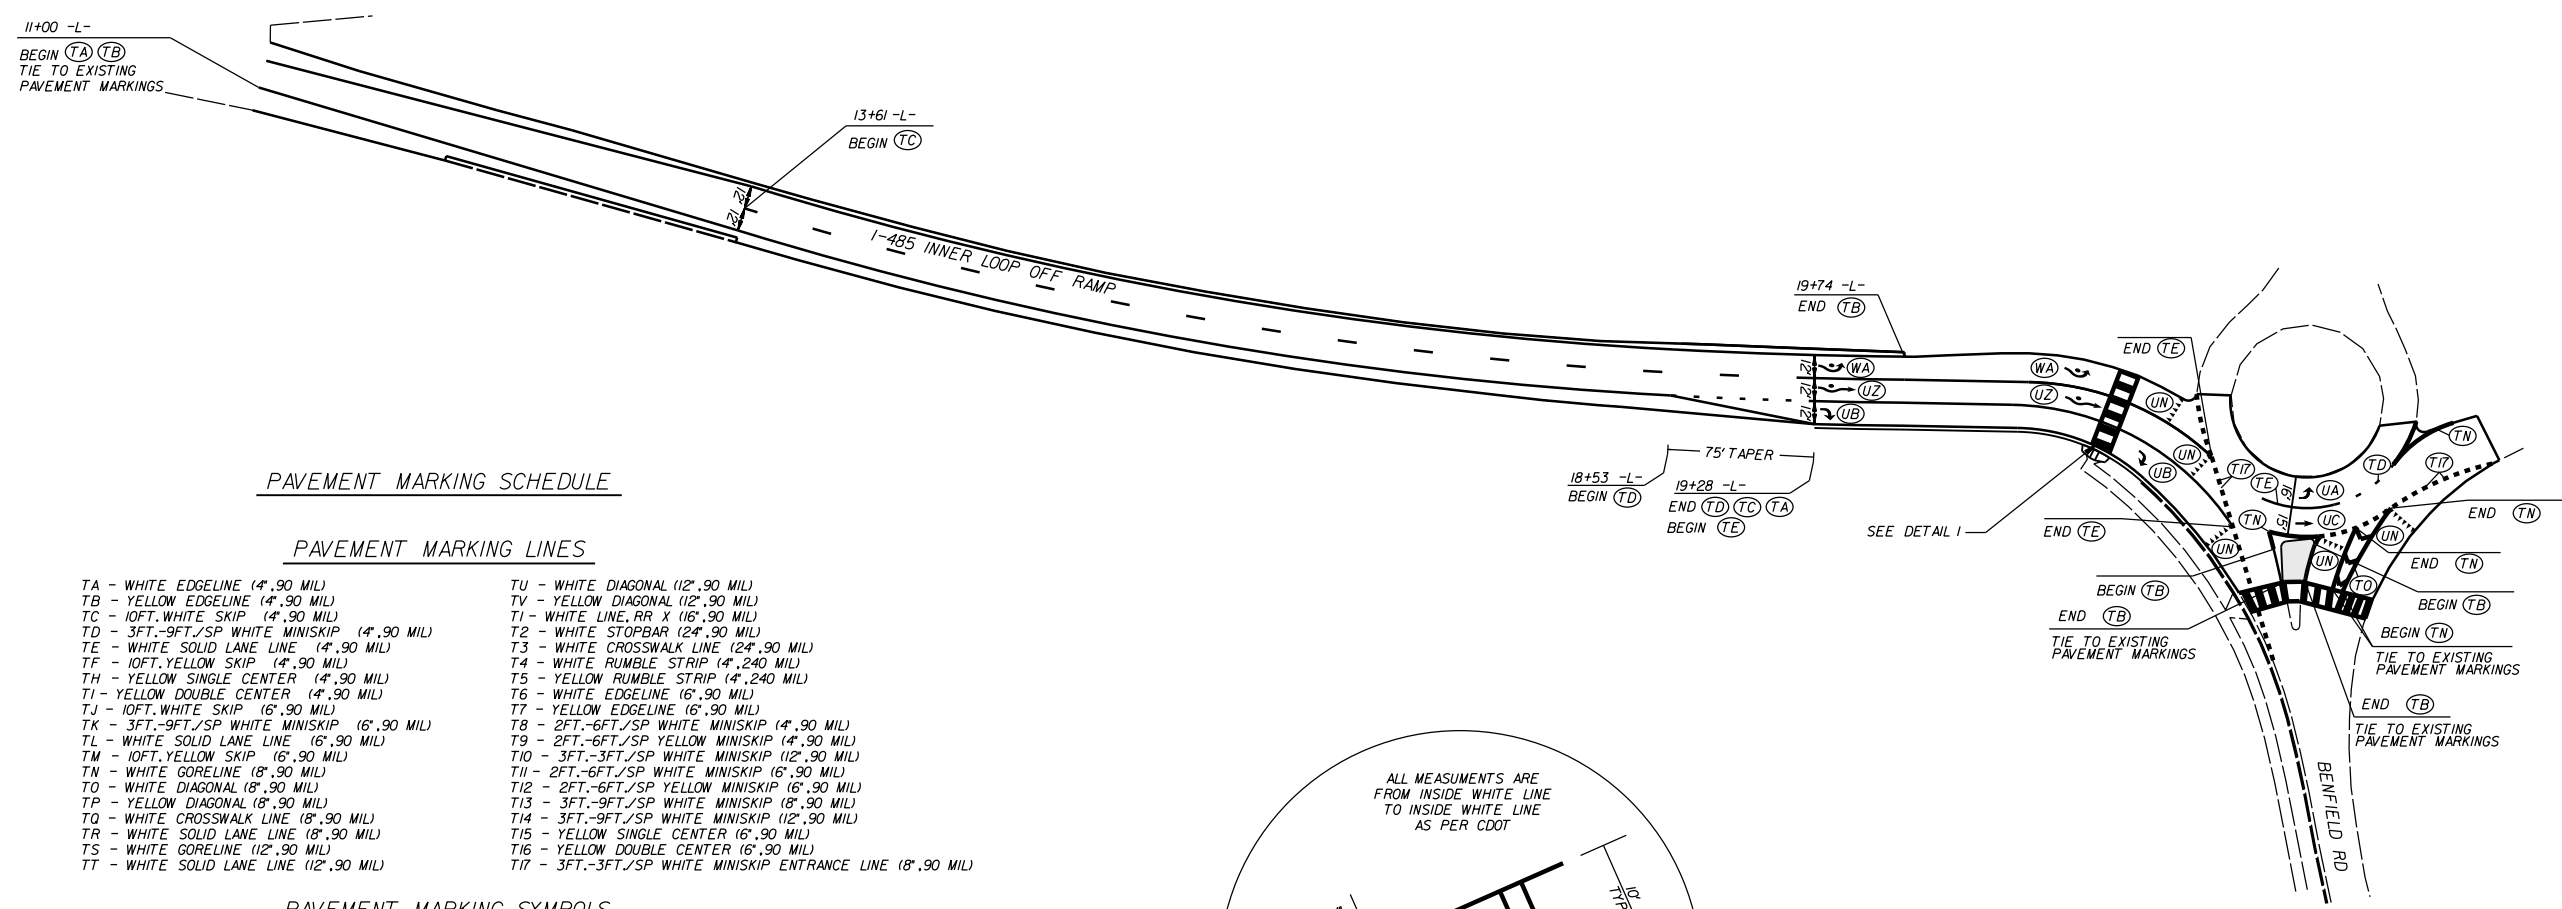 11+00 -L-
BEGIN TA TB
TIE TO EXISTING
PAVEMENT MARKINGS
13+61 -L-
BEGIN TC
12'
12'
I-485 INNER LOOP OFF RAMP
19+74 -L-
END TB
12'
12'
12'
WA
UZ
UB
WA
UZ
UB
75' TAPER
18+53 -L-
BEGIN TD
19+28 -L-
END TD TC TA
BEGIN TE
SEE DETAIL 1
END TE
UN
UN
UN
T17
TE
16'
UA
TD
T17
TN
TN
15'
UC
UN
UN
TO
END TE
BEGIN TB
END TB
TIE TO EXISTING
PAVEMENT MARKINGS
END TN
END TN
BEGIN TB
BEGIN TN
TIE TO EXISTING
PAVEMENT MARKINGS
END TB
TIE TO EXISTING
PAVEMENT MARKINGS
BENFIELD RD
PAVEMENT MARKING SCHEDULE
PAVEMENT MARKING LINES
TA - WHITE EDGELINE (4",90 MIL)
TB - YELLOW EDGELINE (4",90 MIL)
TC - 10FT.WHITE SKIP (4",90 MIL)
TD - 3FT.-9FT./SP WHITE MINISKIP (4",90 MIL)
TE - WHITE SOLID LANE LINE (4",90 MIL)
TF - 10FT.YELLOW SKIP (4",90 MIL)
TH - YELLOW SINGLE CENTER (4",90 MIL)
TI - YELLOW DOUBLE CENTER (4",90 MIL)
TJ - 10FT.WHITE SKIP (6",90 MIL)
TK - 3FT.-9FT./SP WHITE MINISKIP (6",90 MIL)
TL - WHITE SOLID LANE LINE (6",90 MIL)
TM - 10FT.YELLOW SKIP (6",90 MIL)
TN - WHITE GORELINE (8",90 MIL)
TO - WHITE DIAGONAL (8",90 MIL)
TP - YELLOW DIAGONAL (8",90 MIL)
TQ - WHITE CROSSWALK LINE (8",90 MIL)
TR - WHITE SOLID LANE LINE (8",90 MIL)
TS - WHITE GORELINE (12",90 MIL)
TT - WHITE SOLID LANE LINE (12",90 MIL)
TU - WHITE DIAGONAL (12",90 MIL)
TV - YELLOW DIAGONAL (12",90 MIL)
T1 - WHITE LINE, RR X (16",90 MIL)
T2 - WHITE STOPBAR (24",90 MIL)
T3 - WHITE CROSSWALK LINE (24",90 MIL)
T4 - WHITE RUMBLE STRIP (4",240 MIL)
T5 - YELLOW RUMBLE STRIP (4",240 MIL)
T6 - WHITE EDGELINE (6",90 MIL)
T7 - YELLOW EDGELINE (6",90 MIL)
T8 - 2FT.-6FT./SP WHITE MINISKIP (4",90 MIL)
T9 - 2FT.-6FT./SP YELLOW MINISKIP (4",90 MIL)
T10 - 3FT.-3FT./SP WHITE MINISKIP (12",90 MIL)
T11 - 2FT.-6FT./SP WHITE MINISKIP (6",90 MIL)
T12 - 2FT.-6FT./SP YELLOW MINISKIP (6",90 MIL)
T13 - 3FT.-9FT./SP WHITE MINISKIP (8",90 MIL)
T14 - 3FT.-9FT./SP WHITE MINISKIP (12",90 MIL)
T15 - YELLOW SINGLE CENTER (6",90 MIL)
T16 - YELLOW DOUBLE CENTER (6",90 MIL)
T17 - 3FT.-3FT./SP WHITE MINISKIP ENTRANCE LINE (8",90 MIL)
PAVEMENT MARKING SYMBOLS
ALL MEASUMENTS ARE
FROM INSIDE WHITE LINE
TO INSIDE WHITE LINE
AS PER CDOT
10'
TYP